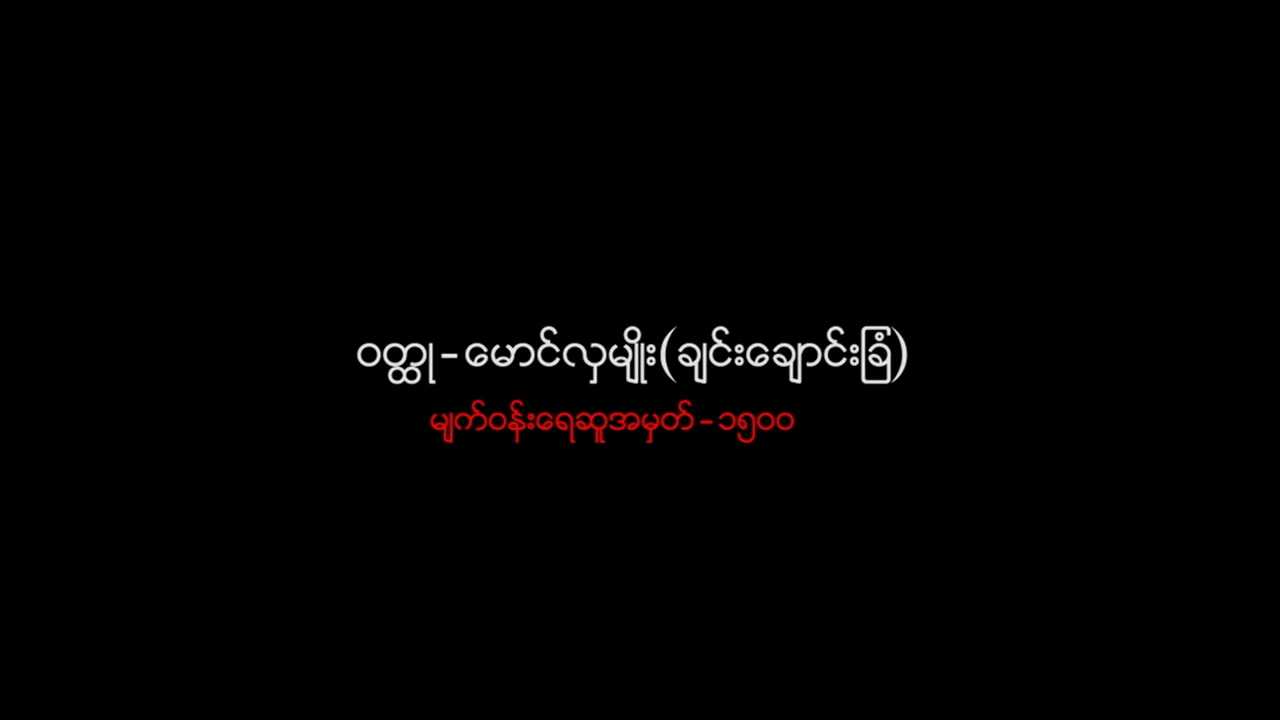 ဝတ္ထု - မောင်လှမျိုး(ချင်းချောင်းခြံ)
မျက်ဝန်းရေဆူအမှတ် - ၁၅၀၀